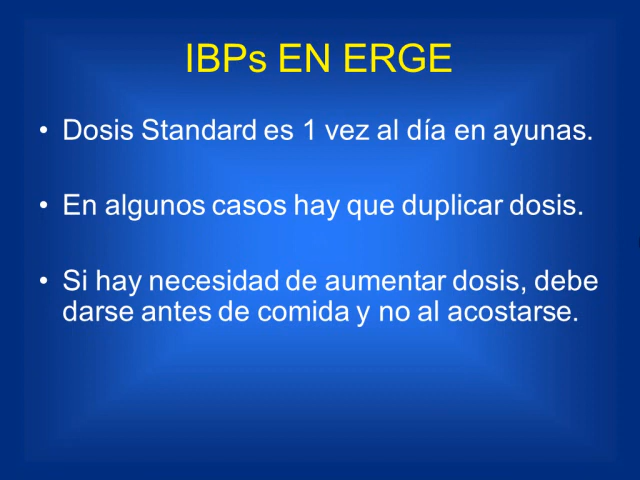 IBPs EN ERGE
• Dosis Standard es 1 vez al día en ayunas.
• En algunos casos hay que duplicar dosis.
• Si hay necesidad de aumentar dosis, debe
darse antes de comida y no al acostarse.